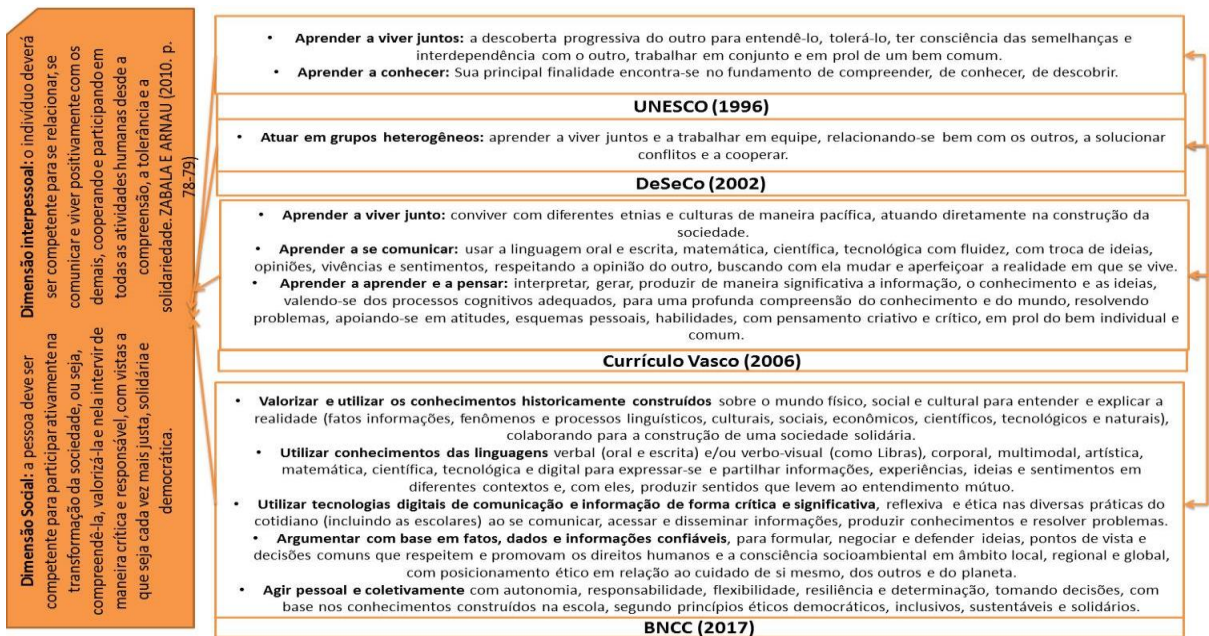 Dimensão interpessoal: o indivíduo deverá
ser competente para se relacionar, se
comunicar e viver positivamente com os
demais, cooperando e participando em
todas as atividades humanas desde a
compreensão, a tolerância e a
solidariedade. ZABALA E ARNAU (2010. p.
78-79)
Dimensão Social: a pessoa deve ser
competente para participar ativamente na
transformação da sociedade, ou seja,
compreendê-la, valorizá-la e nela intervir de
maneira crítica e responsável, com vistas a
que seja cada vez mais justa, solidária e
democrática.
• Aprender a viver juntos: a descoberta progressiva do outro para entendê-lo, tolerá-lo, ter consciência das semelhanças e
interdependência com o outro, trabalhar em conjunto e em prol de um bem comum.
• Aprender a conhecer: Sua principal finalidade encontra-se no fundamento de compreender, de conhecer, de descobrir.
UNESCO (1996)
• Atuar em grupos heterogêneos: aprender a viver juntos e a trabalhar em equipe, relacionando-se bem com os outros, a solucionar
conflitos e a cooperar.
DeSeCo (2002)
• Aprender a viver junto: conviver com diferentes etnias e culturas de maneira pacífica, atuando diretamente na construção da
sociedade.
• Aprender a se comunicar: usar a linguagem oral e escrita, matemática, científica, tecnológica com fluidez, com troca de ideias,
opiniões, vivências e sentimentos, respeitando a opinião do outro, buscando com ela mudar e aperfeiçoar a realidade em que se vive.
• Aprender a aprender e a pensar: interpretar, gerar, produzir de maneira significativa a informação, o conhecimento e as ideias,
valendo-se dos processos cognitivos adequados, para uma profunda compreensão do conhecimento e do mundo, resolvendo
problemas, apoiando-se em atitudes, esquemas pessoais, habilidades, com pensamento criativo e crítico, em prol do bem individual e
comum.
Currículo Vasco (2006)
• Valorizar e utilizar os conhecimentos historicamente construídos sobre o mundo físico, social e cultural para entender e explicar a
realidade (fatos informações, fenômenos e processos linguísticos, culturais, sociais, econômicos, científicos, tecnológicos e naturais),
colaborando para a construção de uma sociedade solidária.
• Utilizar conhecimentos das linguagens verbal (oral e escrita) e/ou verbo-visual (como Libras), corporal, multimodal, artística,
matemática, científica, tecnológica e digital para expressar-se e partilhar informações, experiências, ideias e sentimentos em
diferentes contextos e, com eles, produzir sentidos que levem ao entendimento mútuo.
• Utilizar tecnologias digitais de comunicação e informação de forma crítica e significativa, reflexiva e ética nas diversas práticas do
cotidiano (incluindo as escolares) ao se comunicar, acessar e disseminar informações, produzir conhecimentos e resolver problemas.
• Argumentar com base em fatos, dados e informações confiáveis, para formular, negociar e defender ideias, pontos de vista e
decisões comuns que respeitem e promovam os direitos humanos e a consciência socioambiental em âmbito local, regional e global,
com posicionamento ético em relação ao cuidado de si mesmo, dos outros e do planeta.
• Agir pessoal e coletivamente com autonomia, responsabilidade, flexibilidade, resiliência e determinação, tomando decisões, com
base nos conhecimentos construídos na escola, segundo princípios éticos democráticos, inclusivos, sustentáveis e solidários.
BNCC (2017)